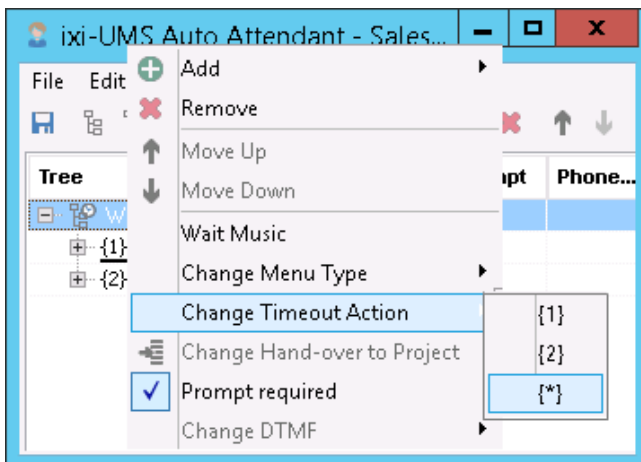 ixi-UMS Auto Attendant - Sales...
File Edit
Add
Remove
Move Up
Tree
Phone...
Move Down
W
Wait Music
{1}
{2}
Change Menu Type
Change Timeout Action
{1}
Change Hand-over to Project
{2}
Prompt required
{*}
Change DTMF